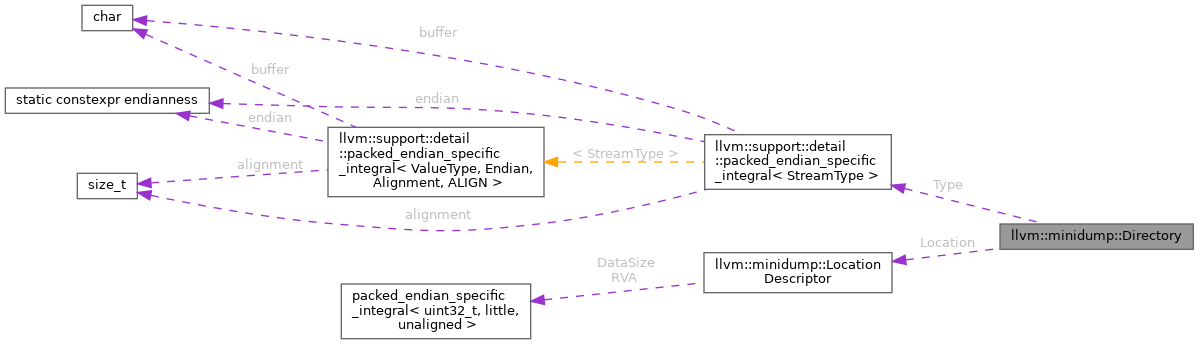 char
buffer
buffer
static constexpr endianness
endian
endian
llvm::support::detail
::packed_endian_specific
_integral< ValueType, Endian,
Alignment, ALIGN >
< StreamType >
llvm::support::detail
::packed_endian_specific
_integral< StreamType >
alignment
size_t
alignment
Type
llvm::minidump::Directory
Location
llvm::minidump::Location
Descriptor
DataSize
RVA
packed_endian_specific
_integral< uint32_t, little,
unaligned >